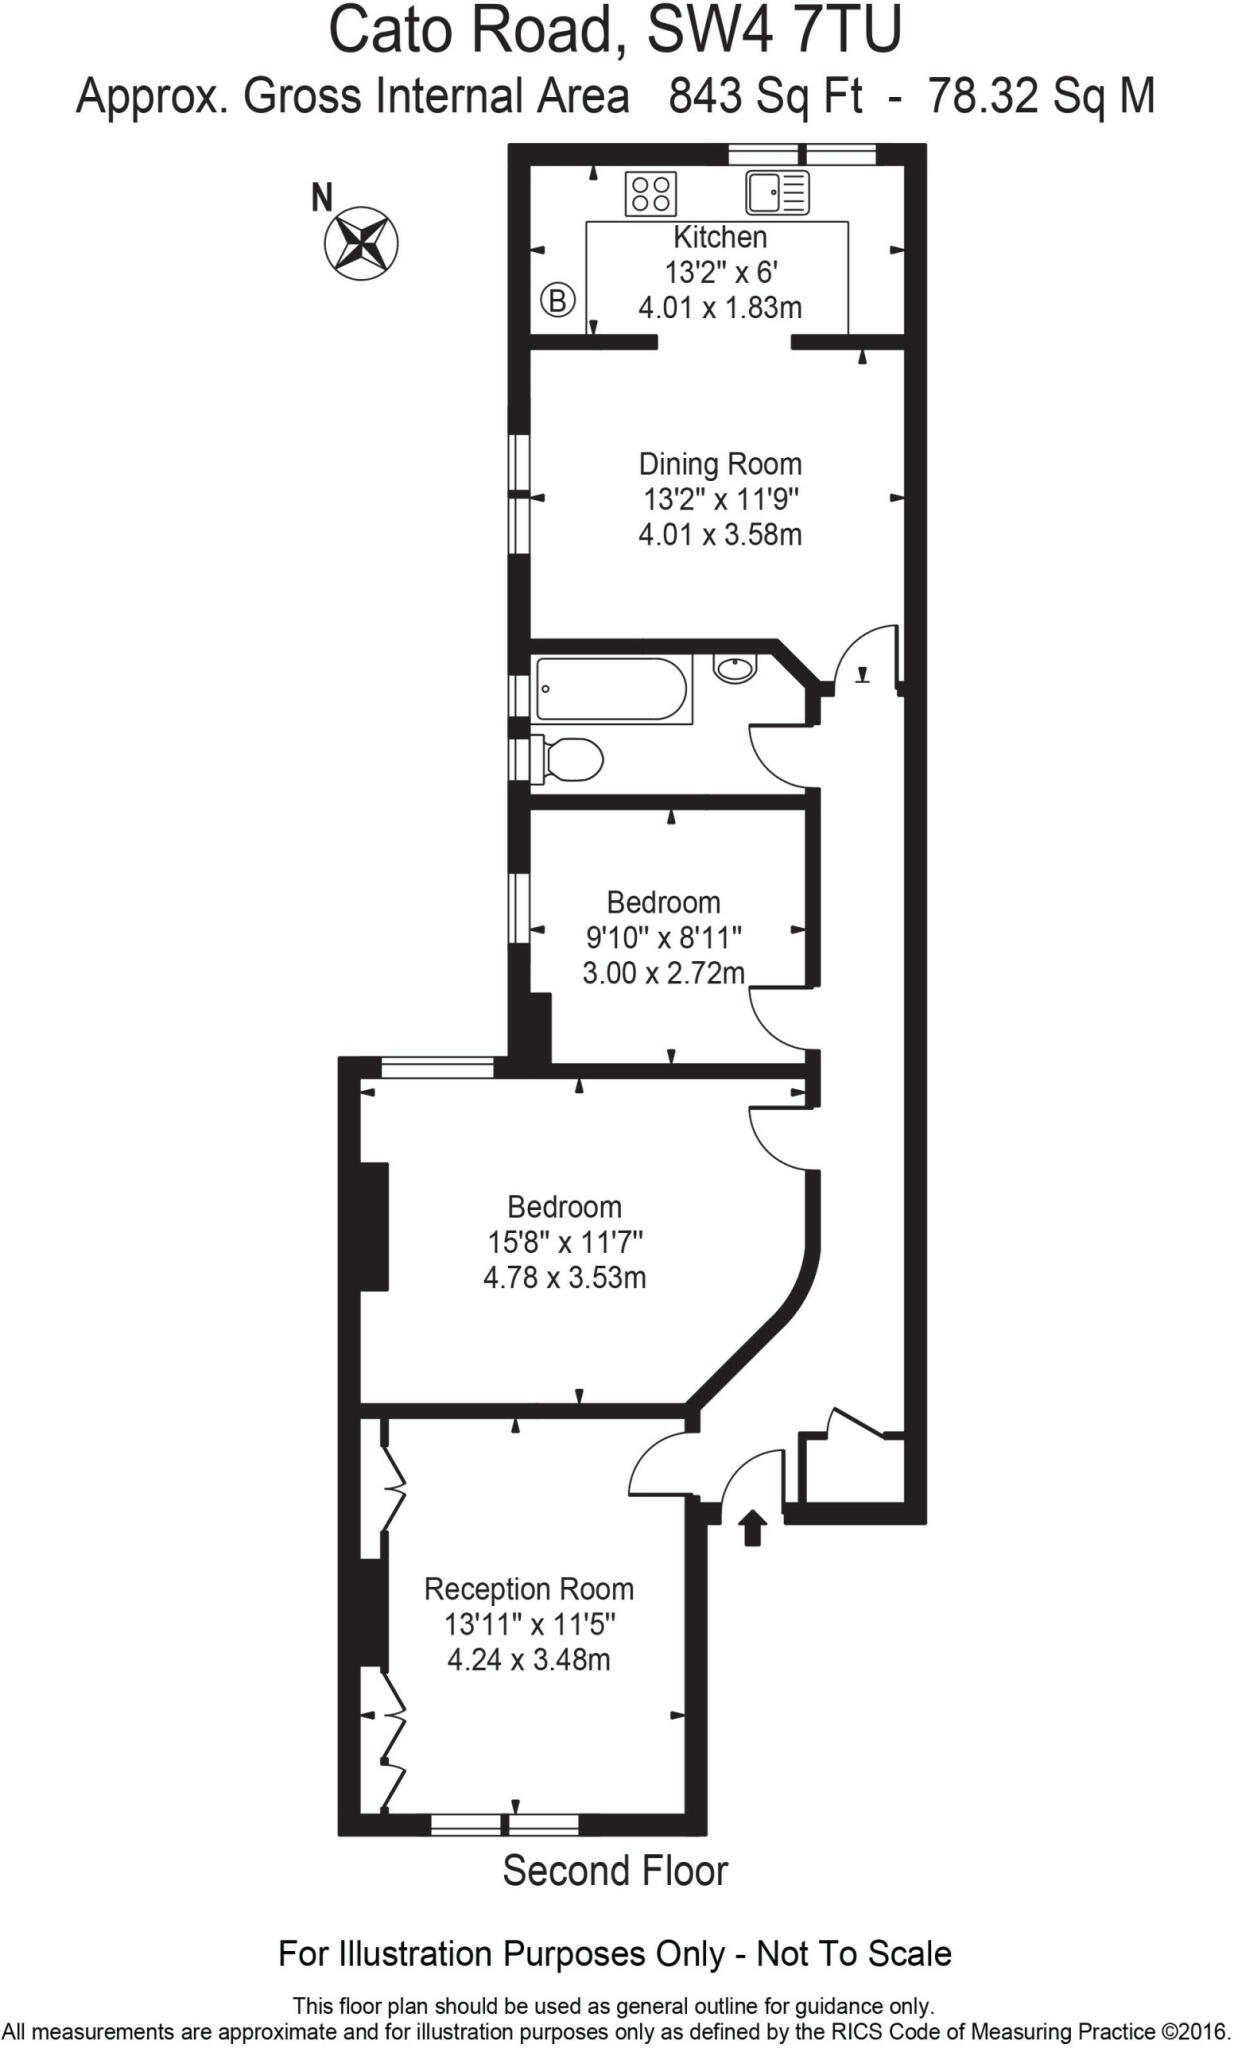 Cato Road, SW4 7TU
Approx. Gross Internal Area 843 Sq Ft - 78.32 Sq M
N
Kitchen
13'2" x 6'
4.01 x 1.83m
B
Dining Room
13'2" x 11'9"
4.01 x 3.58m
Bedroom
9'10" x 8'11"
3.00 x 2.72m
Bedroom
15'8" x 11'7"
4.78 x 3.53m
Reception Room
13'11" x 11'5"
4.24 x 3.48m
Second Floor
For Illustration Purposes Only - Not To Scale
This floor plan should be used as general outline for guidance only.
All measurements are approximate and for illustration purposes only as defined by the RICS Code of Measuring Practice ©2016.